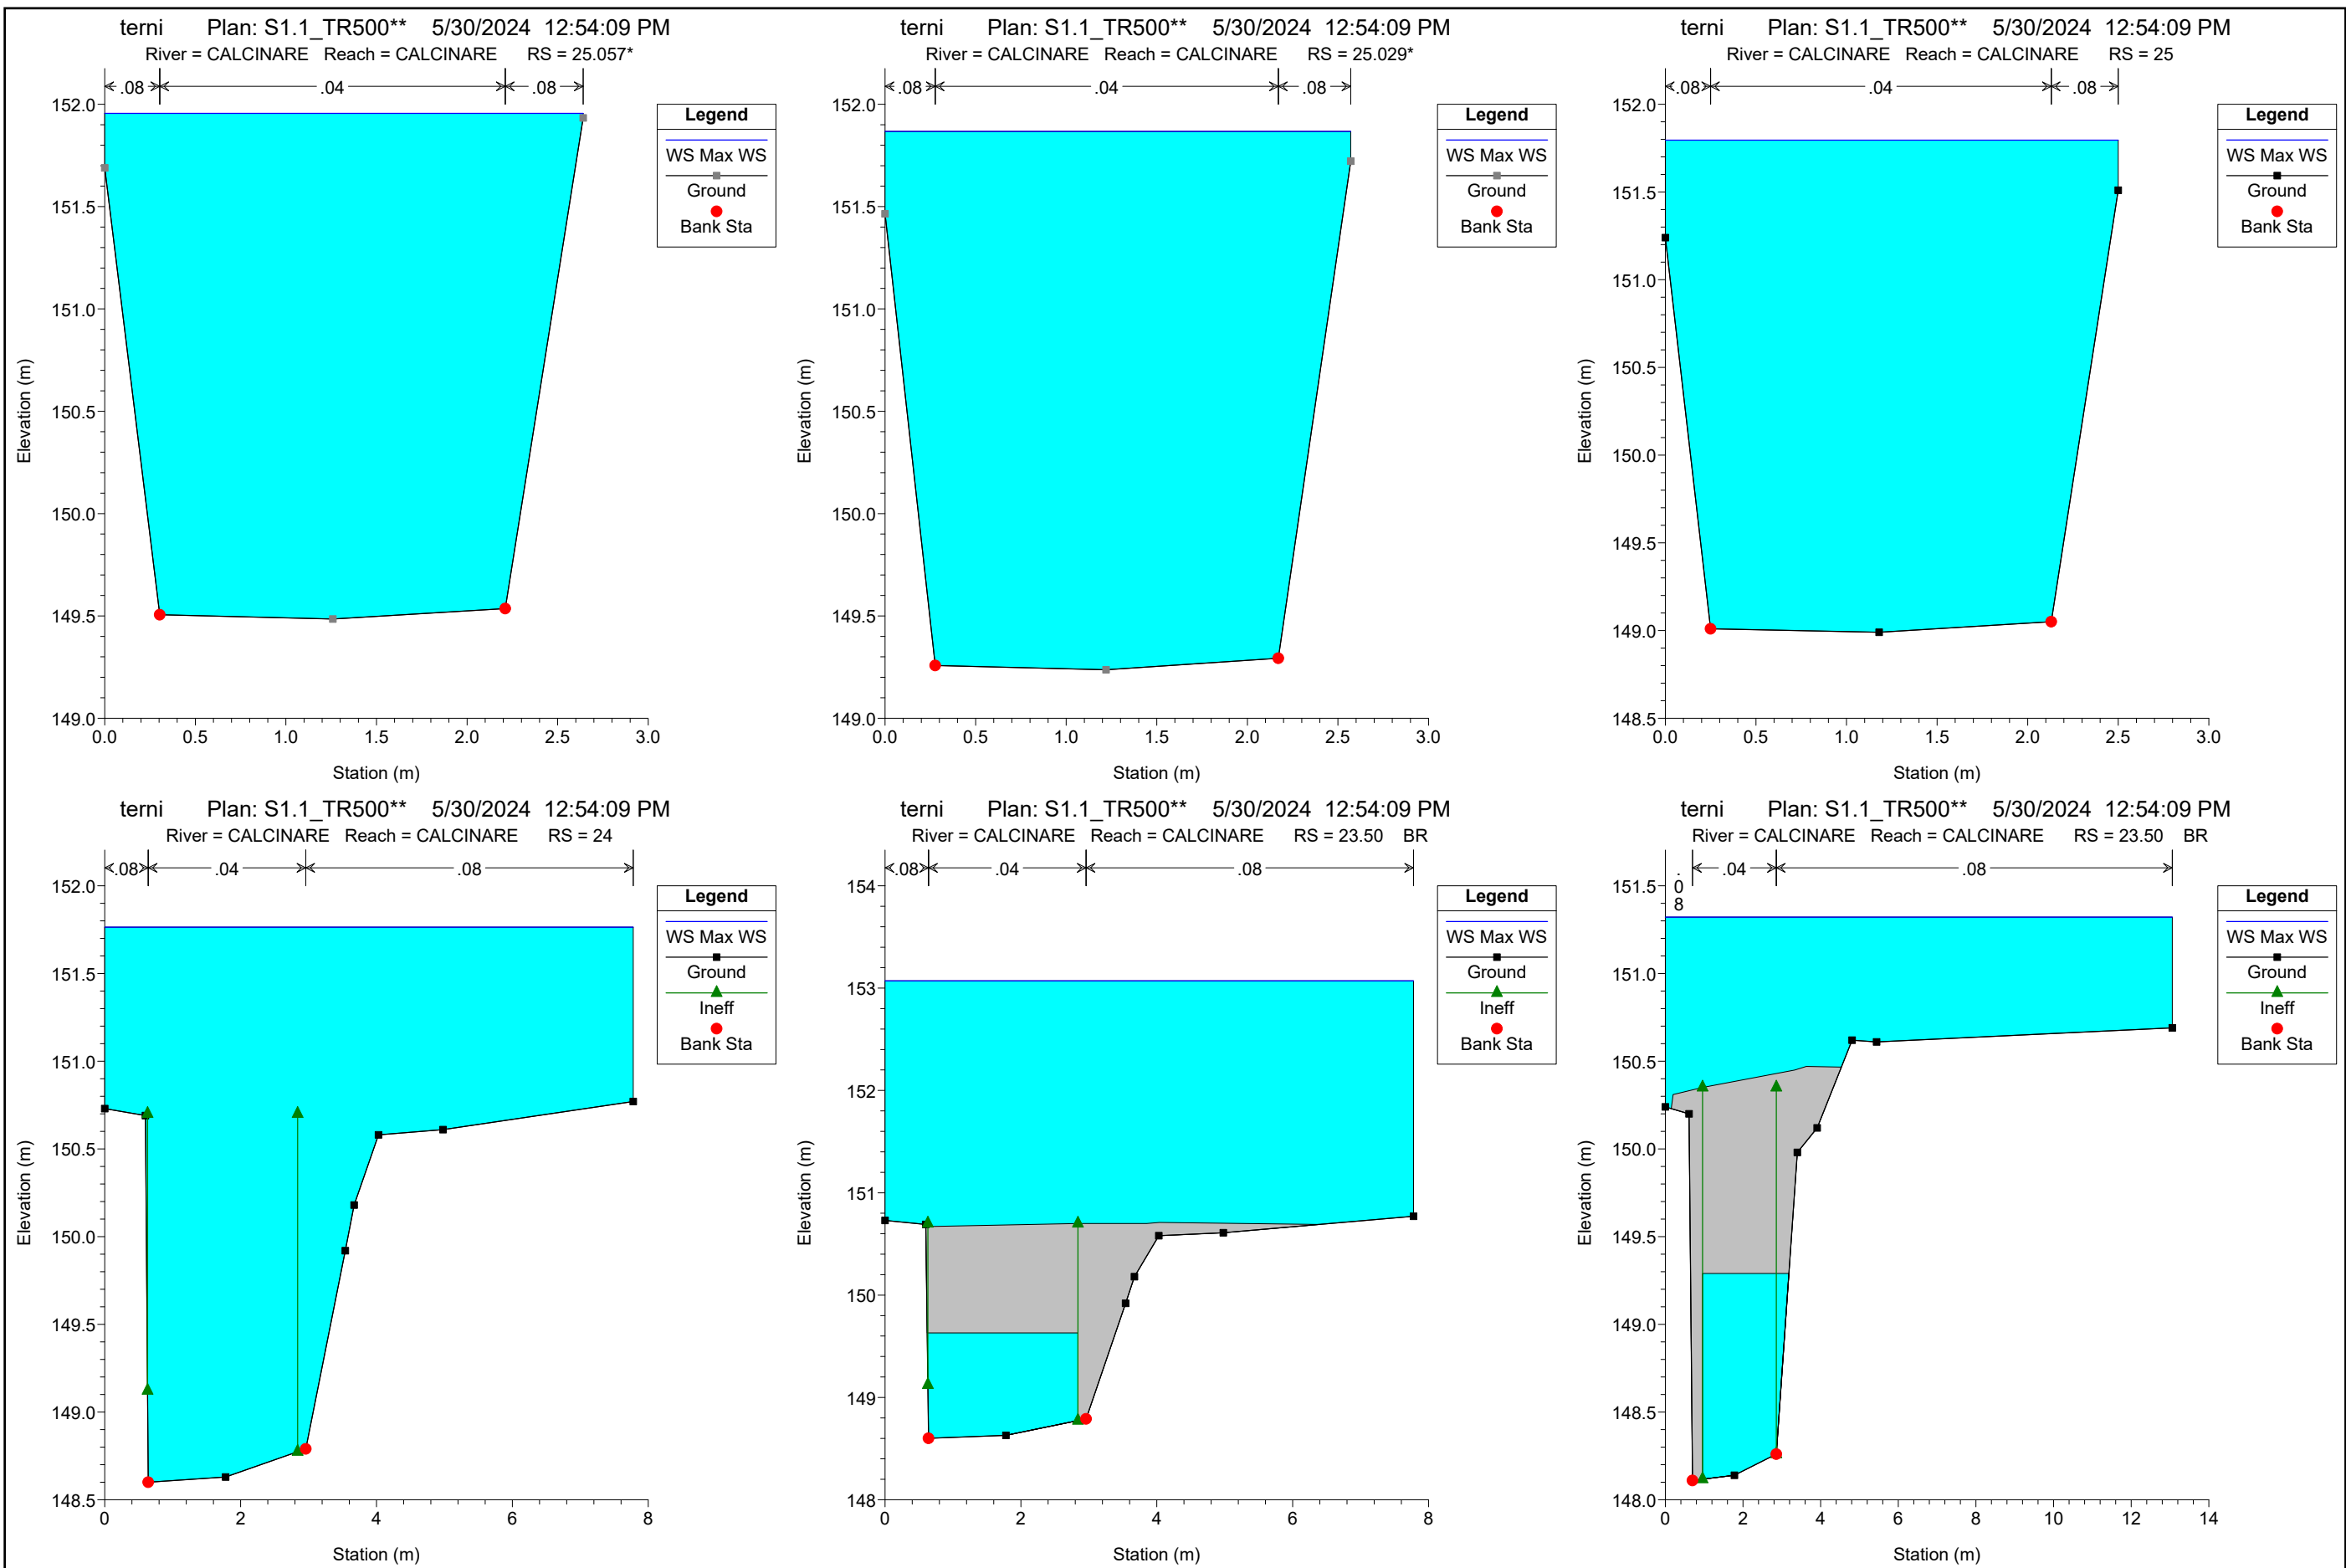 terni Plan: S1.1_TR500** 5/30/2024 12:54:09 PM
River = CALCINARE Reach = CALCINARE RS = 25.057*
.08 .04 .08
152.0
151.5
151.0
150.5
150.0
149.5
149.0
Elevation (m)
0.0 0.5 1.0 1.5 2.0 2.5 3.0
Station (m)
Legend
WS Max WS
Ground
Bank Sta
terni Plan: S1.1_TR500** 5/30/2024 12:54:09 PM
River = CALCINARE Reach = CALCINARE RS = 25.029*
.08 .04 .08
152.0
151.5
151.0
150.5
150.0
149.5
149.0
Elevation (m)
0.0 0.5 1.0 1.5 2.0 2.5 3.0
Station (m)
Legend
WS Max WS
Ground
Bank Sta
terni Plan: S1.1_TR500** 5/30/2024 12:54:09 PM
River = CALCINARE Reach = CALCINARE RS = 25
.08 .04 .08
152.0
151.5
151.0
150.5
150.0
149.5
149.0
148.5
Elevation (m)
0.0 0.5 1.0 1.5 2.0 2.5 3.0
Station (m)
Legend
WS Max WS
Ground
Bank Sta
terni Plan: S1.1_TR500** 5/30/2024 12:54:09 PM
River = CALCINARE Reach = CALCINARE RS = 24
.08 .04 .08
152.0
151.5
151.0
150.5
150.0
149.5
149.0
148.5
Elevation (m)
0 2 4 6 8
Station (m)
Legend
WS Max WS
Ground
Ineff
Bank Sta
terni Plan: S1.1_TR500** 5/30/2024 12:54:09 PM
River = CALCINARE Reach = CALCINARE RS = 23.50 BR
.08 .04 .08
154
153
152
151
150
149
148
Elevation (m)
0 2 4 6 8
Station (m)
Legend
WS Max WS
Ground
Ineff
Bank Sta
terni Plan: S1.1_TR500** 5/30/2024 12:54:09 PM
River = CALCINARE Reach = CALCINARE RS = 23.50 BR
.08 .04 .08
151.5
151.0
150.5
150.0
149.5
149.0
148.5
148.0
Elevation (m)
0 2 4 6 8 10 12 14
Station (m)
Legend
WS Max WS
Ground
Ineff
Bank Sta